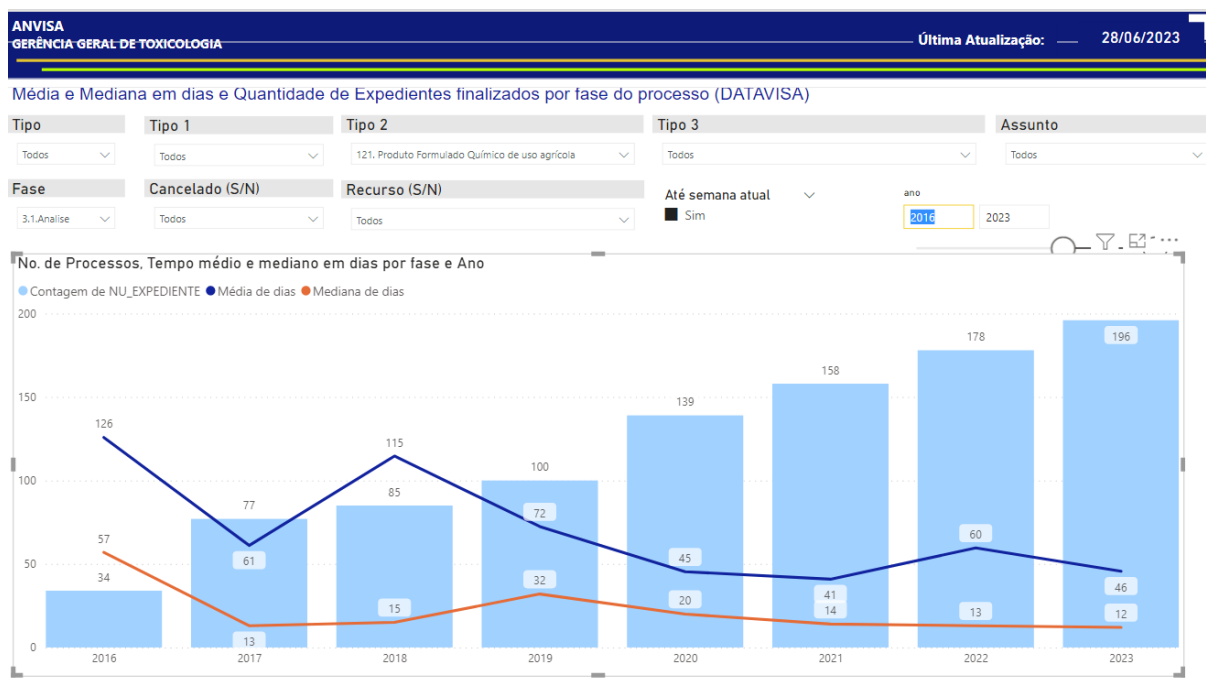 ANVISA
GERÊNCIA GERAL DE TOXICOLOGIA
Última Atualização: 28/06/2023
Média e Mediana em dias e Quantidade de Expedientes finalizados por fase do processo (DATAVISA)
Tipo Tipo 1 Tipo 2 Tipo 3 Assunto
Todos Todos 121. Produto Formulado Químico de uso agrícola Todos Todos
Fase Cancelado (S/N) Recurso (S/N) Até semana atual ano
3.1.Analise Todos Todos Sim 2016 2023
No. de Processos, Tempo médio e mediano em dias por fase e Ano
Contagem de NU_EXPEDIENTE Média de dias Mediana de dias
200
196
178
158
150
139
126
115
100
100
85
77
72
61
60
57
50
45
46
41
34
32
20
15
14
13
13
12
0
2016 2017 2018 2019 2020 2021 2022 2023